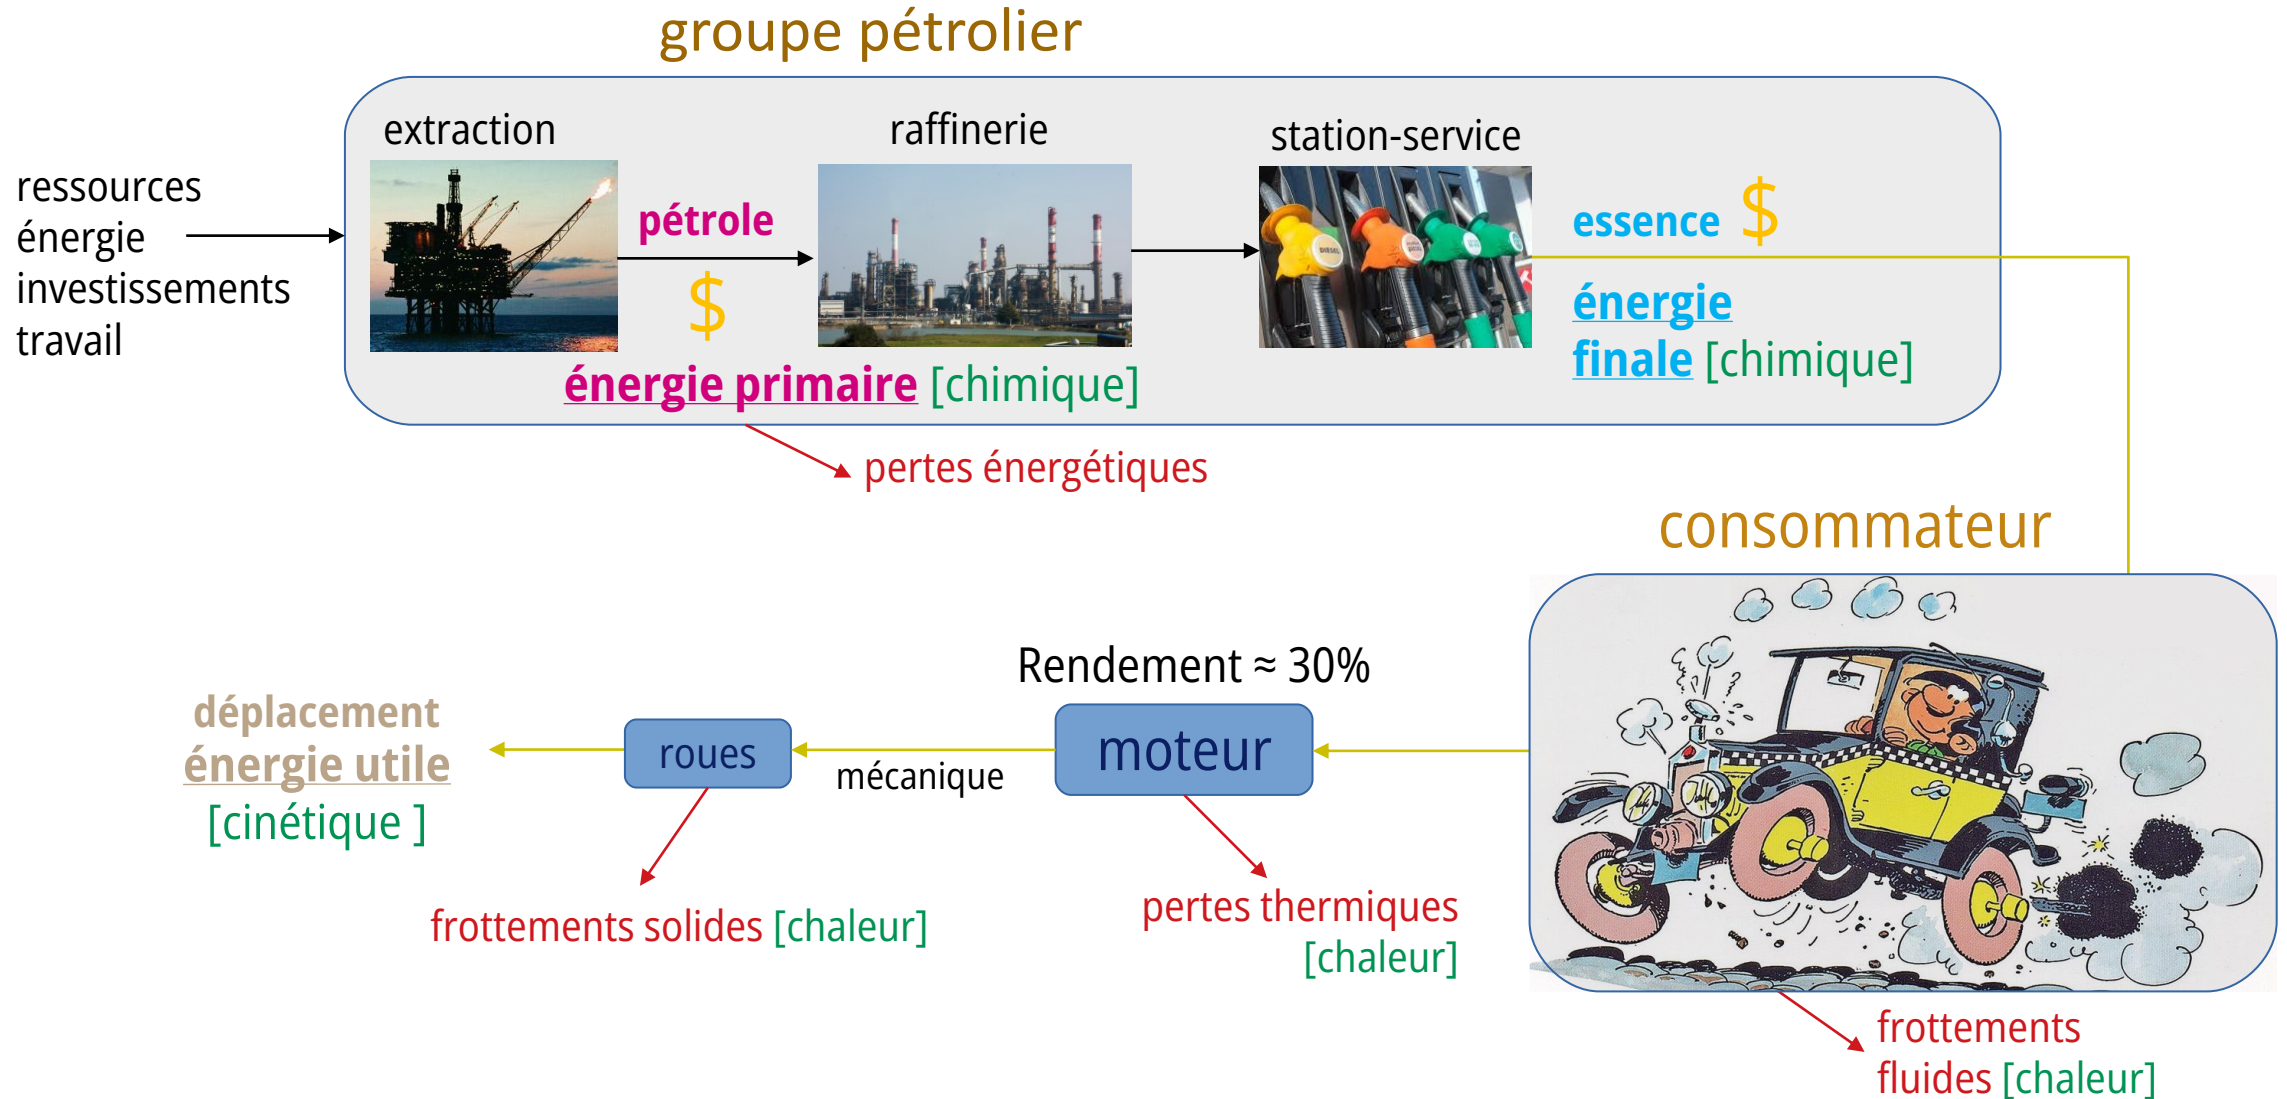 groupe pétrolier
extraction
raffinerie
station-service
ressources
énergie
investissements
travail
pétrole
$
essence $
énergie
finale [chimique]
énergie primaire [chimique]
DIESEL
pertes énergétiques
consommateur
Rendement ≈ 30%
moteur
mécanique
roues
déplacement
énergie utile
[cinétique ]
frottements solides [chaleur]
pertes thermiques
[chaleur]
frottements
fluides [chaleur]